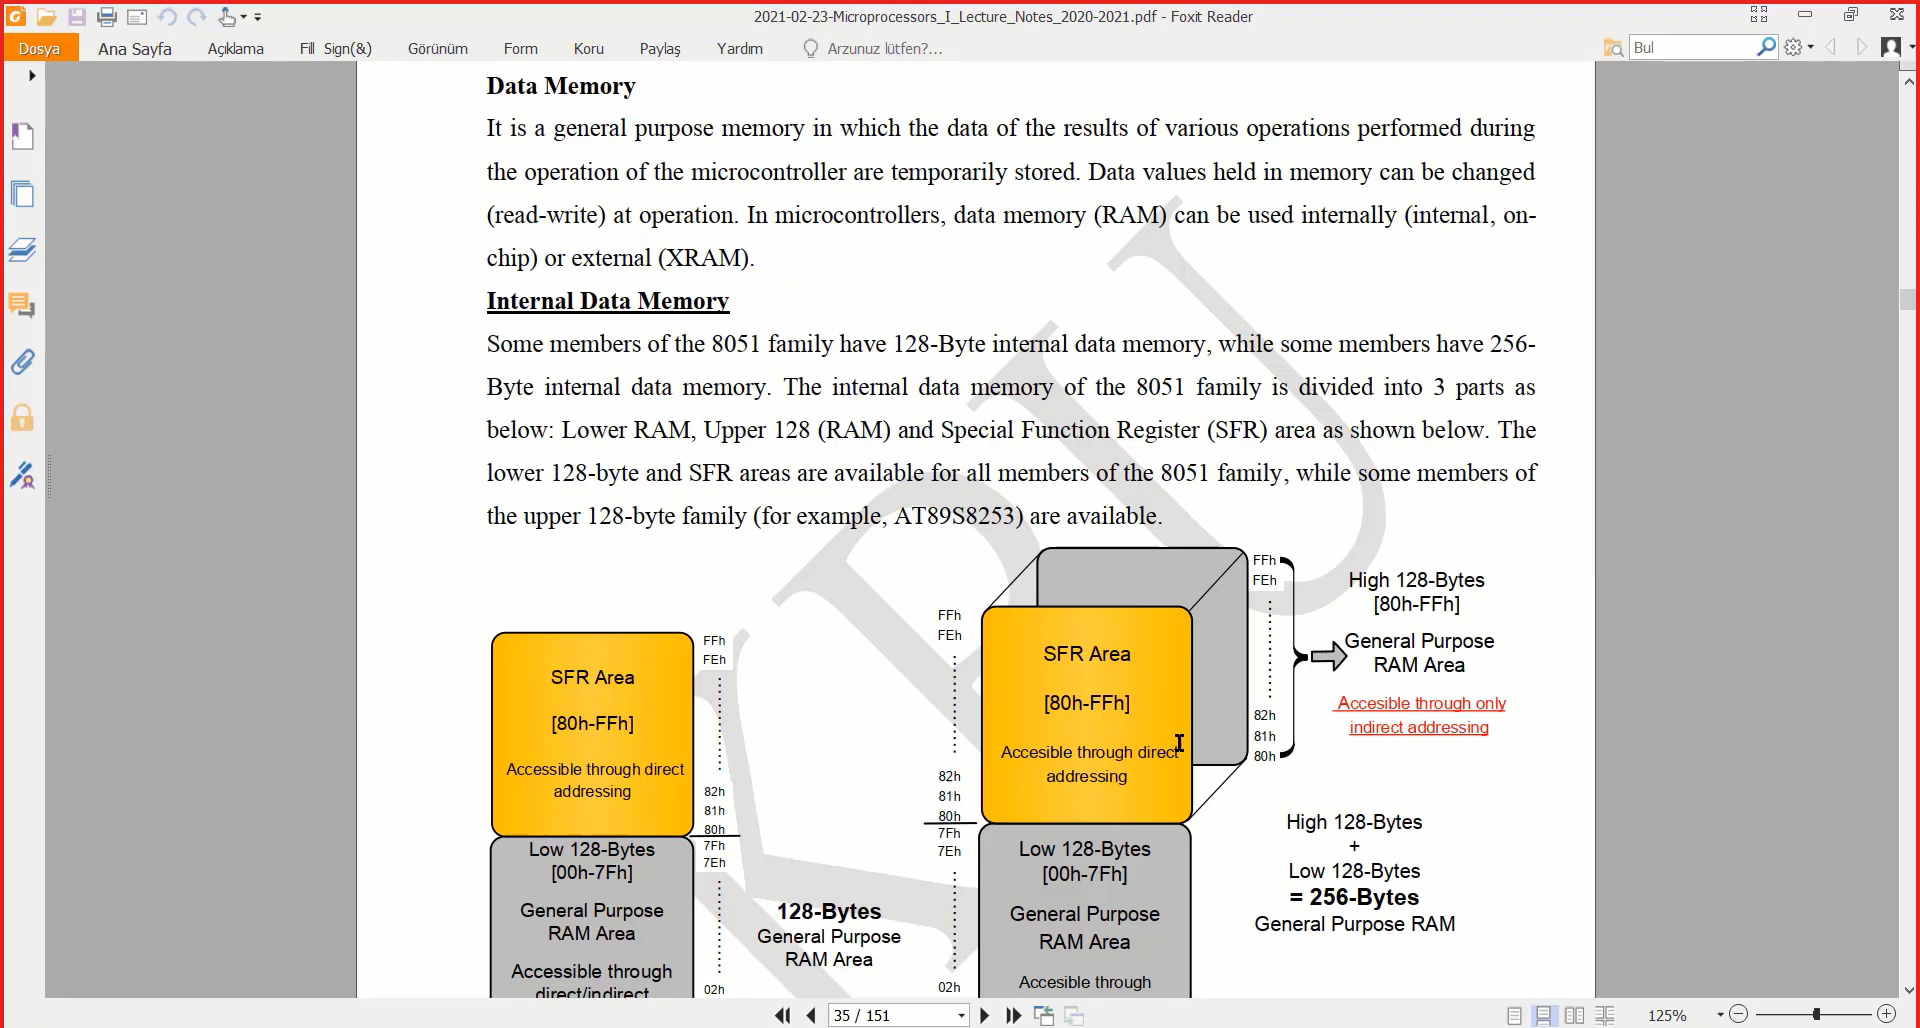 2021-02-23-Microprocessors_I_Lecture_Notes_2020-2021.pdf - Foxit Reader
Dosya Ana Sayfa Açıklama Fill Sign(&) Görünüm Form Koru Paylaş Yardım Arzunuz lütfen?... Bul
Data Memory
It is a general purpose memory in which the data of the results of various operations performed during
the operation of the microcontroller are temporarily stored. Data values held in memory can be changed
(read-write) at operation. In microcontrollers, data memory (RAM) can be used internally (internal, on-
chip) or external (XRAM).
Internal Data Memory
Some members of the 8051 family have 128-Byte internal data memory, while some members have 256-
Byte internal data memory. The internal data memory of the 8051 family is divided into 3 parts as
below: Lower RAM, Upper 128 (RAM) and Special Function Register (SFR) area as shown below. The
lower 128-byte and SFR areas are available for all members of the 8051 family, while some members of
the upper 128-byte family (for example, AT89S8253) are available.
SFR Area
[80h-FFh]
Accessible through direct
addressing
FFh
FEh
82h
81h
80h
7Fh
7Eh
02h
Low 128-Bytes
[00h-7Fh]
General Purpose
RAM Area
Accessible through
direct/indirect
128-Bytes
General Purpose
RAM Area
FFh
FEh
82h
81h
80h
7Fh
7Eh
02h
SFR Area
[80h-FFh]
Accesible through direct
addressing
Low 128-Bytes
[00h-7Fh]
General Purpose
RAM Area
Accesible through
FFh
FEh
82h
81h
80h
High 128-Bytes
[80h-FFh]
General Purpose
RAM Area
Accesible through only
indirect addressing
High 128-Bytes
+
Low 128-Bytes
= 256-Bytes
General Purpose RAM
KPU
35 / 151
125%